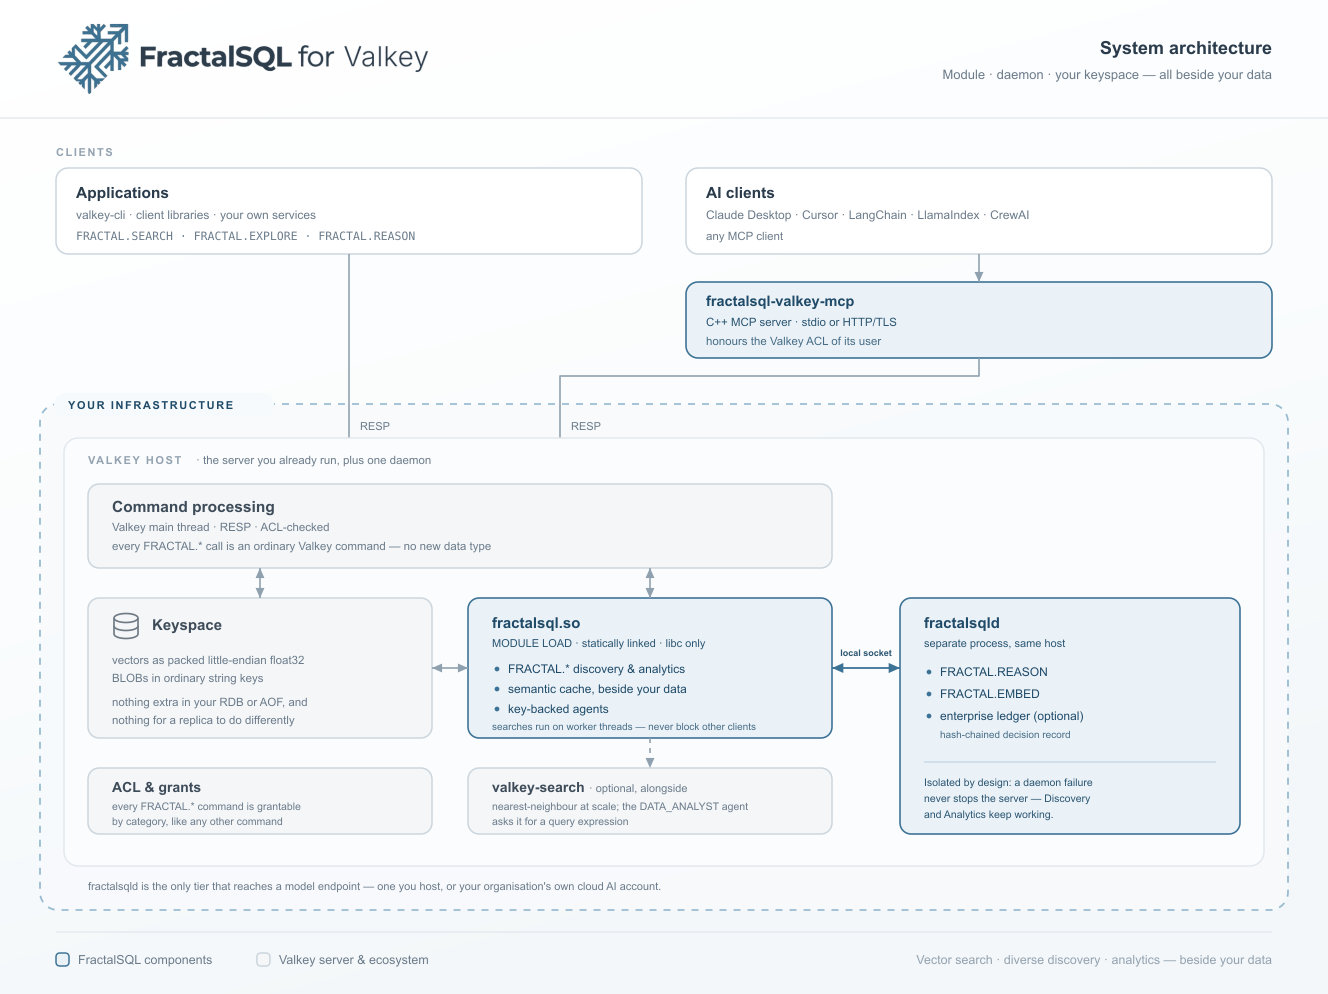 FractalSQL for Valkey
System architecture
Module · daemon · your keyspace — all beside your data
CLIENTS
Applications
valkey-cli · client libraries · your own services
FRACTAL.SEARCH · FRACTAL.EXPLORE · FRACTAL.REASON
AI clients
Claude Desktop · Cursor · LangChain · LlamaIndex · CrewAI
any MCP client
fractalsql-valkey-mcp
C++ MCP server · stdio or HTTP/TLS
honours the Valkey ACL of its user
YOUR INFRASTRUCTURE
RESP
RESP
VALKEY HOST · the server you already run, plus one daemon
Command processing
Valkey main thread · RESP · ACL-checked
every FRACTAL.* call is an ordinary Valkey command — no new data type
Keyspace
vectors as packed little-endian float32
BLOBs in ordinary string keys
nothing extra in your RDB or AOF, and
nothing for a replica to do differently
fractalsql.so
MODULE LOAD · statically linked · libc only
• FRACTAL.* discovery & analytics
• semantic cache, beside your data
• key-backed agents
searches run on worker threads — never block other clients
local socket
fractalsqld
separate process, same host
• FRACTAL.REASON
• FRACTAL.EMBED
• enterprise ledger (optional)
hash-chained decision record
Isolated by design: a daemon failure
never stops the server — Discovery
and Analytics keep working.
ACL & grants
every FRACTAL.* command is grantable
by category, like any other command
valkey-search · optional, alongside
nearest-neighbour at scale; the DATA_ANALYST agent
asks it for a query expression
fractalsqld is the only tier that reaches a model endpoint — one you host, or your organisation's own cloud AI account.
FractalSQL components
Valkey server & ecosystem
Vector search · diverse discovery · analytics — beside your data